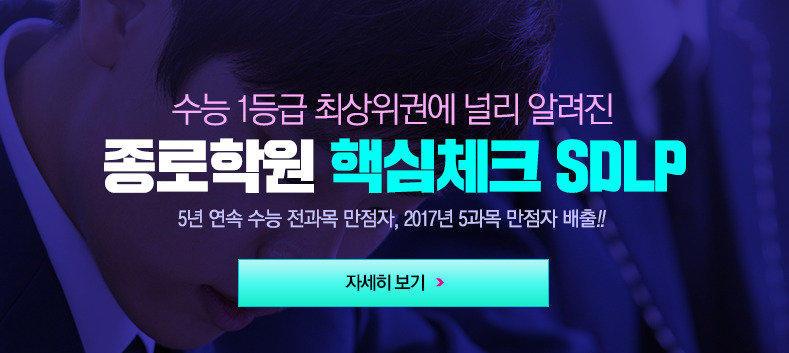 수능 1등급 최상위권에 널리 알려진
종로학원 핵심체크 SDLP
5년 연속 수능 전과목 만점자, 2017년 5과목 만점자 배출!!
자세히 보기 >